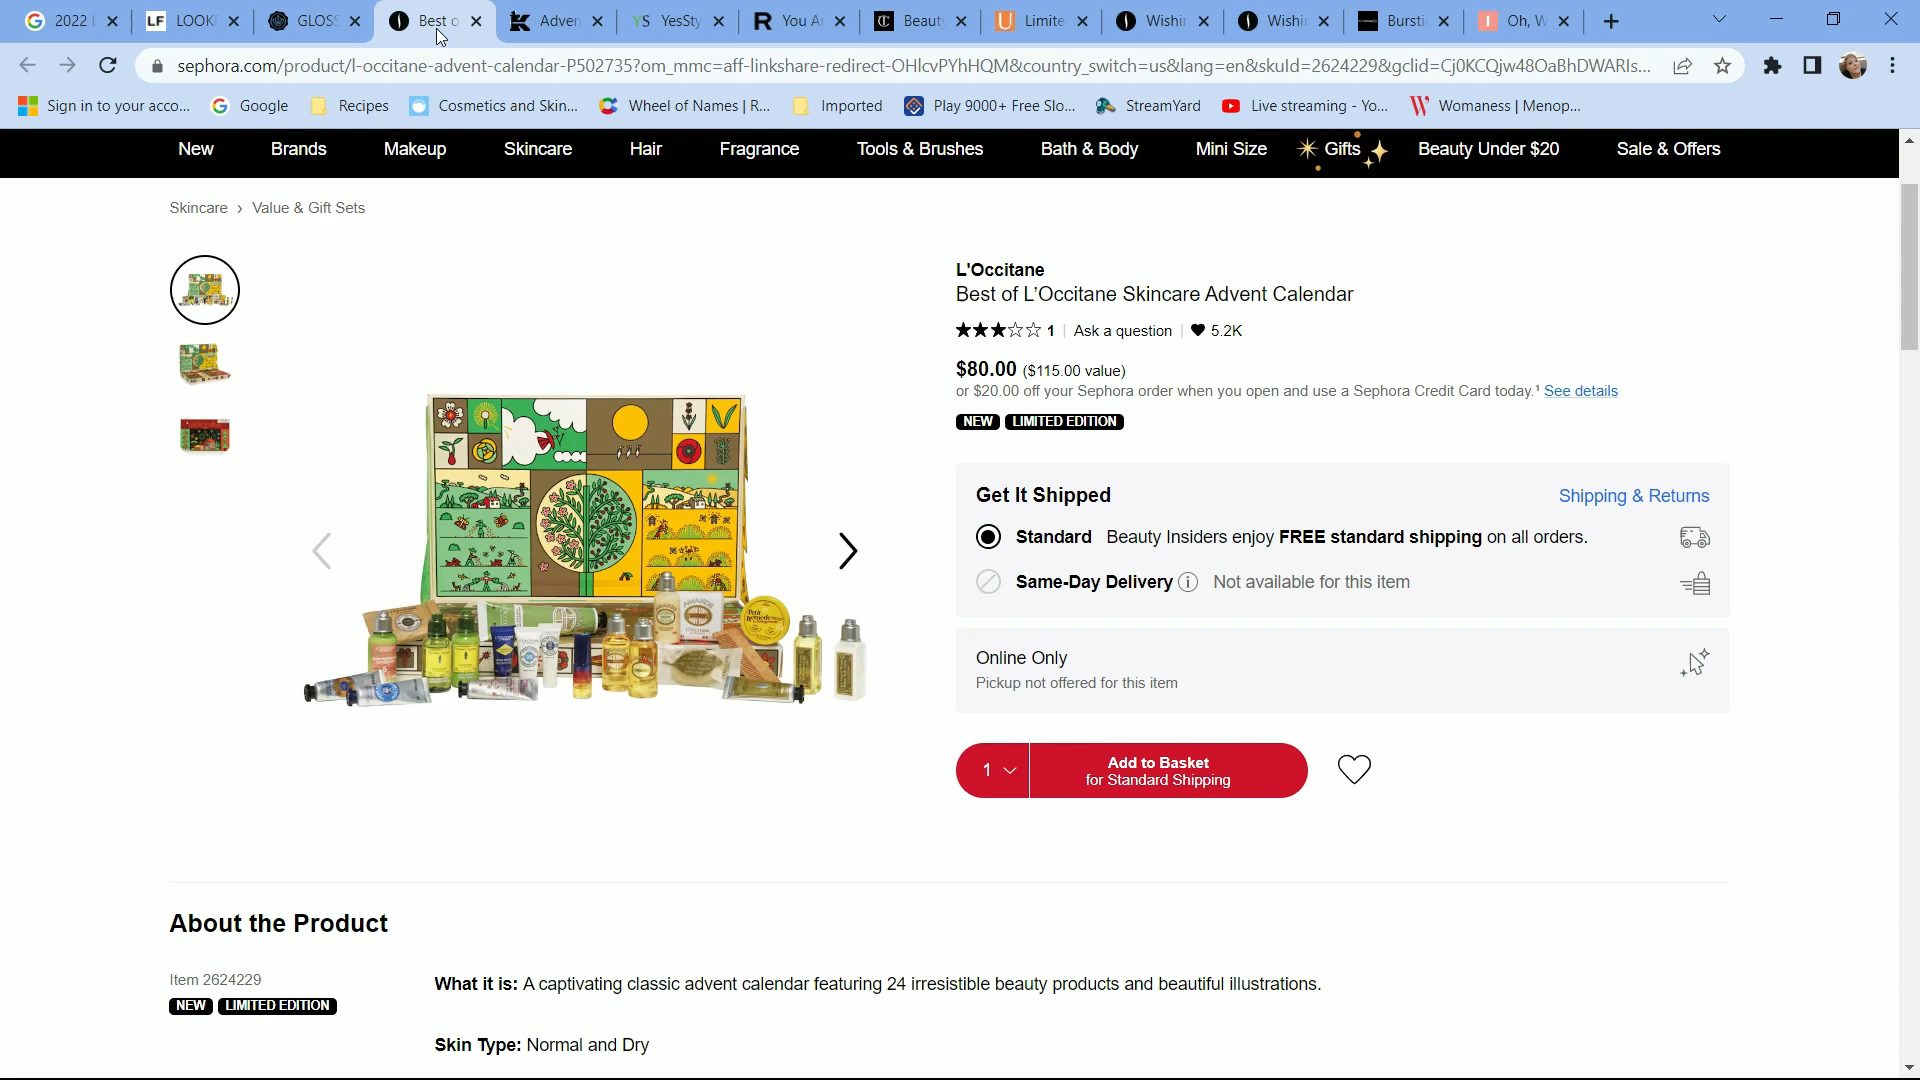 2022 b
LOOKF
GLOSS
Best o
Adven
YesSty
You Ar
Beauty
Limite
Wishin
Wishin
Bursti
Oh, W
sephora.com/product/l-occitane-advent-calendar-P502735?om_mmc=aff-linkshare-redirect-OHlcvPYhHQM&country_switch=us&lang=en&skuId=2624229&gclid=Cj0KCQjw48OaBhDWARIs...
Sign in to your acco...
Google
Recipes
Cosmetics and Skin...
Wheel of Names | R...
Imported
Play 9000+ Free Slo...
StreamYard
Live streaming - Yo...
Womaness | Menop...
New
Brands
Makeup
Skincare
Hair
Fragrance
Tools & Brushes
Bath & Body
Mini Size
Gifts
Beauty Under $20
Sale & Offers
Skincare > Value & Gift Sets
L'Occitane
Best of L'Occitane Skincare Advent Calendar
1 | Ask a question | 5.2K
$80.00 ($115.00 value)
or $20.00 off your Sephora order when you open and use a Sephora Credit Card today.¹ See details
NEW LIMITED EDITION
Get It Shipped
Shipping & Returns
Standard Beauty Insiders enjoy FREE standard shipping on all orders.
Same-Day Delivery Not available for this item
Online Only
Pickup not offered for this item
1
Add to Basket
for Standard Shipping
About the Product
Item 2624229
NEW LIMITED EDITION
What it is: A captivating classic advent calendar featuring 24 irresistible beauty products and beautiful illustrations.
Skin Type: Normal and Dry